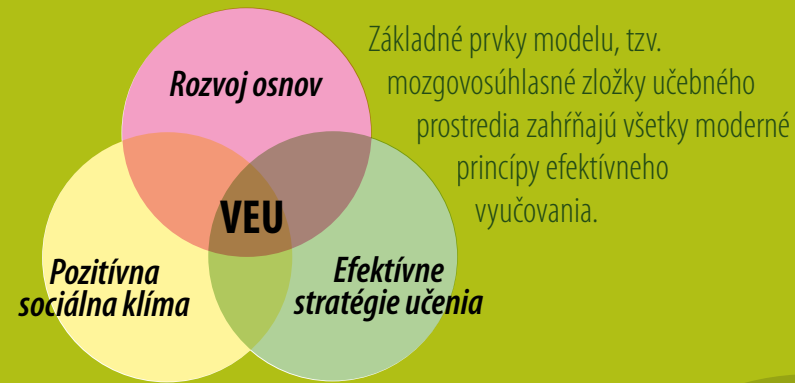 Základné prvky modelu, tzv.
mozgovosúhlasné zložky učebného
prostredia zahŕňajú všetky moderné
princípy efektívneho
vyučovania.
Rozvoj osnov
VEU
Pozitívna
sociálna klíma
Efektívne
stratégie učenia